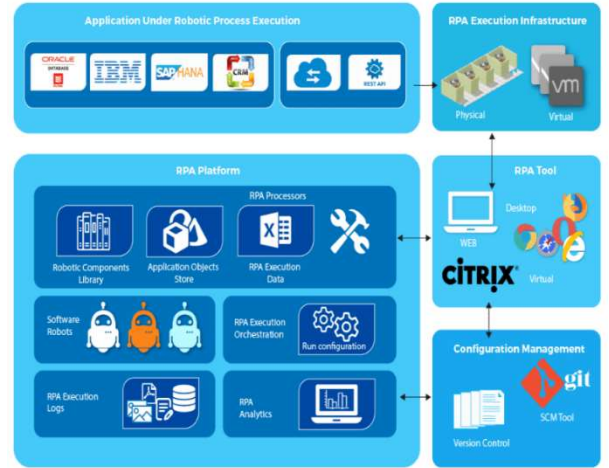 Application Under Robotic Process Execution
ORACLE
DATABASE
IBM
SAP HANA
CRM
REST API
RPA Execution Infrastructure
Physical
vm
Virtual
RPA Platform
RPA Processors
X
Robotic Components
Library
Application Objects
Store
RPA Execution
Data
Software
Robots
RPA Execution
Orchestration
Run configuration
RPA Execution
Logs
RPA
Analytics
RPA Tool
Desktop
WEB
CİTRIX®
Virtual
Configuration Management
git
SCM Tool
Version Control